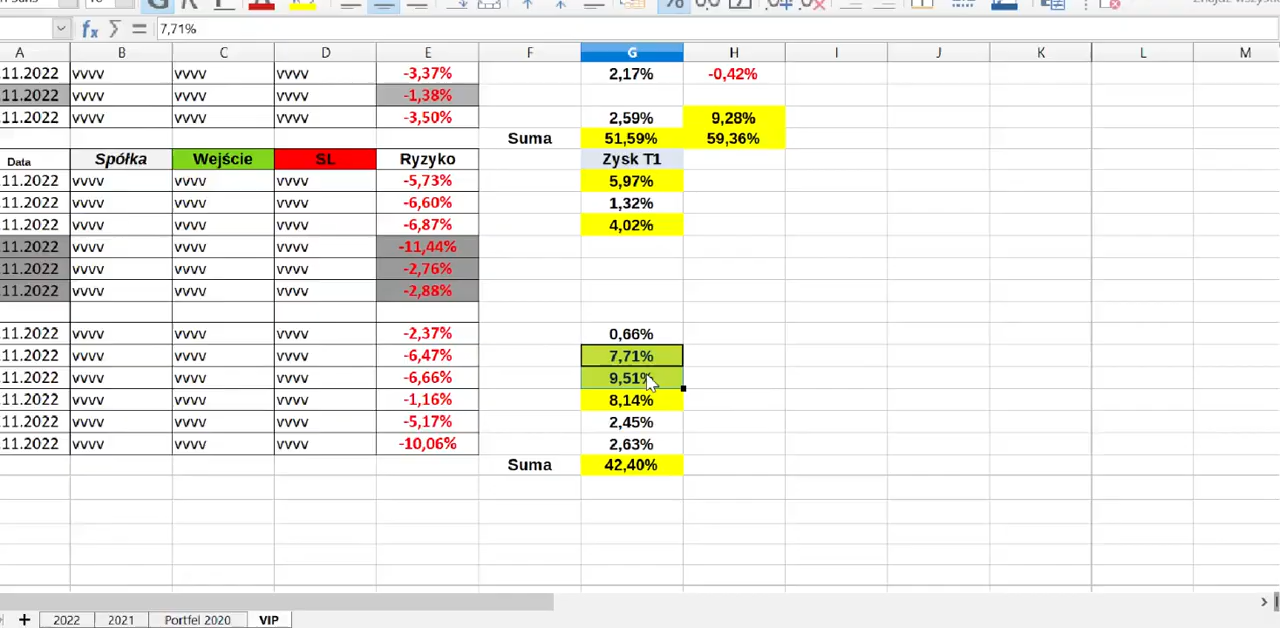 7,71%
A B C D E F G H I J K L M
.11.2022 vvvv vvvv vvvv -3,37% 2,17% -0,42%
.11.2022 vvvv vvvv vvvv -1,38%
.11.2022 vvvv vvvv vvvv -3,50% 2,59% 9,28%
Suma 51,59% 59,36%
Data Spółka Wejście SL Ryzyko Zysk T1
.11.2022 vvvv vvvv vvvv -5,73% 5,97%
.11.2022 vvvv vvvv vvvv -6,60% 1,32%
.11.2022 vvvv vvvv vvvv -6,87% 4,02%
.11.2022 vvvv vvvv vvvv -11,44%
.11.2022 vvvv vvvv vvvv -2,76%
.11.2022 vvvv vvvv vvvv -2,88%
.11.2022 vvvv vvvv vvvv -2,37% 0,66%
.11.2022 vvvv vvvv vvvv -6,47% 7,71%
.11.2022 vvvv vvvv vvvv -6,66% 9,51%
.11.2022 vvvv vvvv vvvv -1,16% 8,14%
.11.2022 vvvv vvvv vvvv -5,17% 2,45%
.11.2022 vvvv vvvv vvvv -10,06% 2,63%
Suma 42,40%
2022 2021 Portfel 2020 VIP